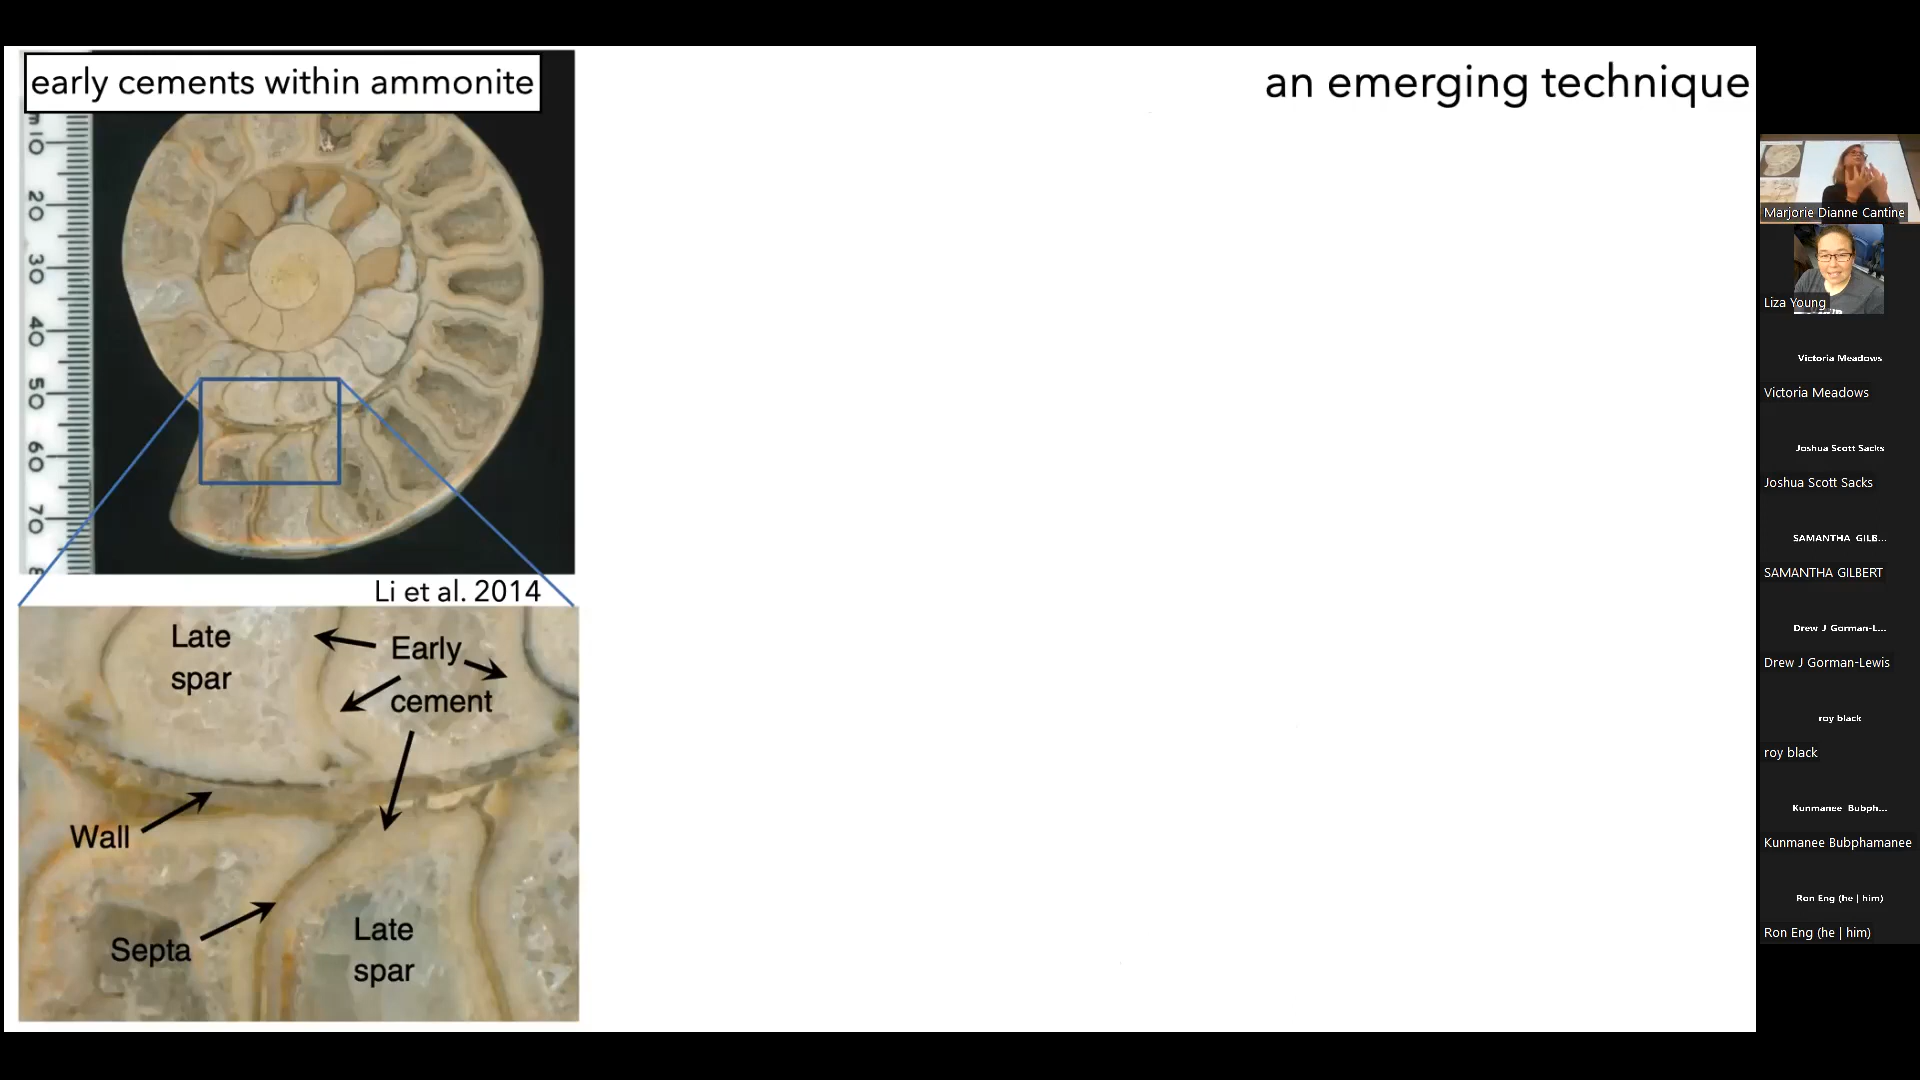 early cements within ammonite
an emerging technique
10
20
30
40
50
60
70
Li et al. 2014
Late
spar
Early
cement
Wall
Septa
Late
spar
Marjorie Dianne Cantine
Liza Young
Victoria Meadows
Victoria Meadows
Joshua Scott Sacks
Joshua Scott Sacks
SAMANTHA GILB...
SAMANTHA GILBERT
Drew J Gorman-L...
Drew J Gorman-Lewis
roy black
roy black
Kunmanee Bubph...
Kunmanee Bubphamanee
Ron Eng (he | him)
Ron Eng (he | him)